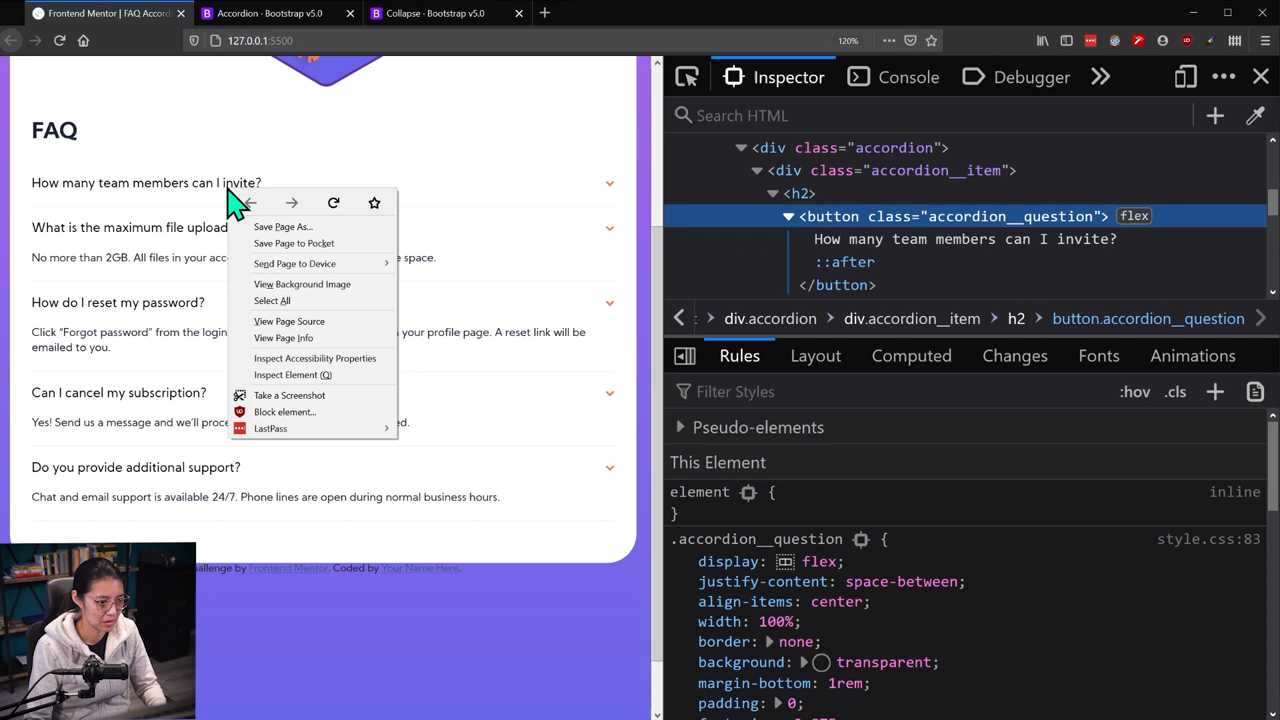 Frontend Mentor | FAQ Accordi
Accordion · Bootstrap v5.0
Collapse · Bootstrap v5.0
127.0.0.1:5500
120%
FAQ
How many team members can I invite?
What is the maximum file upload
No more than 2GB. All files in your acc
e space.
How do I reset my password?
Click “Forgot password” from the login
your profile page. A reset link will be
emailed to you.
Can I cancel my subscription?
Yes! Send us a message and we’ll proce
ed.
Do you provide additional support?
Chat and email support is available 24/7. Phone lines are open during normal business hours.
hallenge by Frontend Mentor. Coded by Your Name Here.
Save Page As...
Save Page to Pocket
Send Page to Device
View Background Image
Select All
View Page Source
View Page Info
Inspect Accessibility Properties
Inspect Element (Q)
Take a Screenshot
Block element...
LastPass
Inspector
Console
Debugger
Search HTML
<div class="accordion">
<div class="accordion__item">
<h2>
<button class="accordion__question"> flex
How many team members can I invite?
::after
</button>
div.accordion
div.accordion__item
h2
button.accordion__question
Rules
Layout
Computed
Changes
Fonts
Animations
Filter Styles
:hov
.cls
Pseudo-elements
This Element
element {
inline
}
.accordion__question {
style.css:83
display: flex;
justify-content: space-between;
align-items: center;
width: 100%;
border: none;
background: transparent;
margin-bottom: 1rem;
padding: 0;